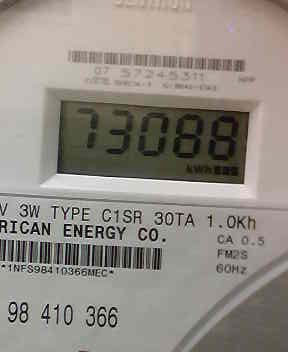 07 57245311
73088
kWh
V 3W TYPE C1SR 30TA 1.0Kh
RICAN ENERGY CO.
CA 0.5
FM2S
*1NFS98410366MEC*
60Hz
98 410 366